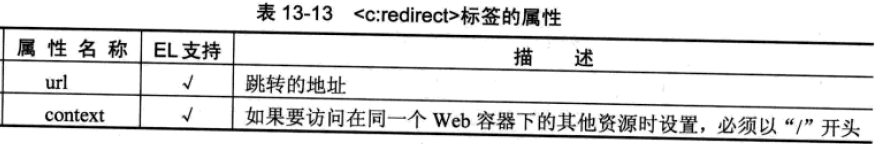 表 13-13 <c:redirect>标签的属性
属 性 名 称 EL 支持 描 述
url √ 跳转的地址
context √ 如果要访问在同一个 Web 容器下的其他资源时设置，必须以“/”开头